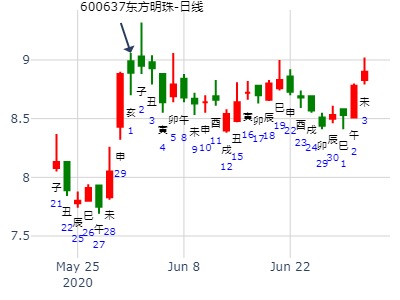 600637东方明珠-日线
9
8.5
8
7.5
子
21
丑
22
辰
25
巳
26
午
27
未
28
申
29
亥
1
子
2
丑
3
寅
4
卯
5
午
8
未
9
申
10
酉
11
戌
12
丑
15
寅
16
卯
17
辰
18
巳
19
申
22
酉
23
戌
24
卯
29
辰
30
巳
1
午
2
未
3
May 25
2020
Jun 8
Jun 22